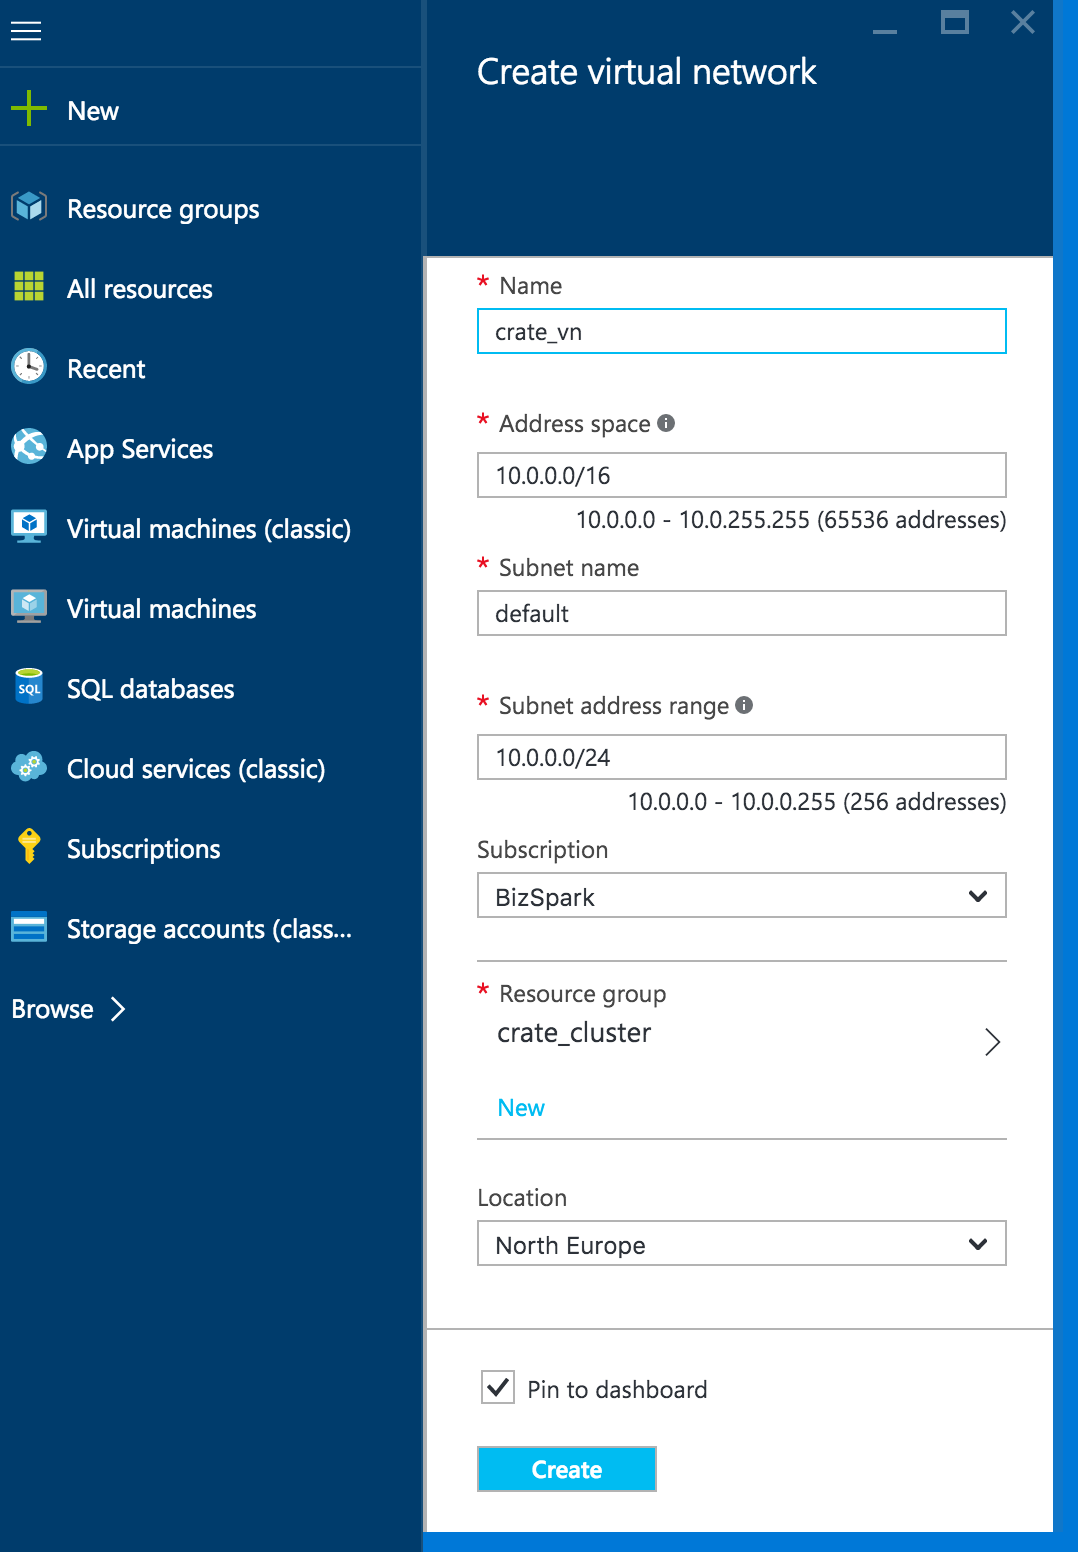 New
Resource groups
All resources
Recent
App Services
Virtual machines (classic)
Virtual machines
SQL
SQL databases
Cloud services (classic)
Subscriptions
Storage accounts (class...
Browse
Create virtual network
* Name
crate_vn
* Address space
10.0.0.0/16
10.0.0.0 - 10.0.255.255 (65536 addresses)
* Subnet name
default
* Subnet address range
10.0.0.0/24
10.0.0.0 - 10.0.0.255 (256 addresses)
Subscription
BizSpark
* Resource group
crate_cluster
New
Location
North Europe
Pin to dashboard
Create